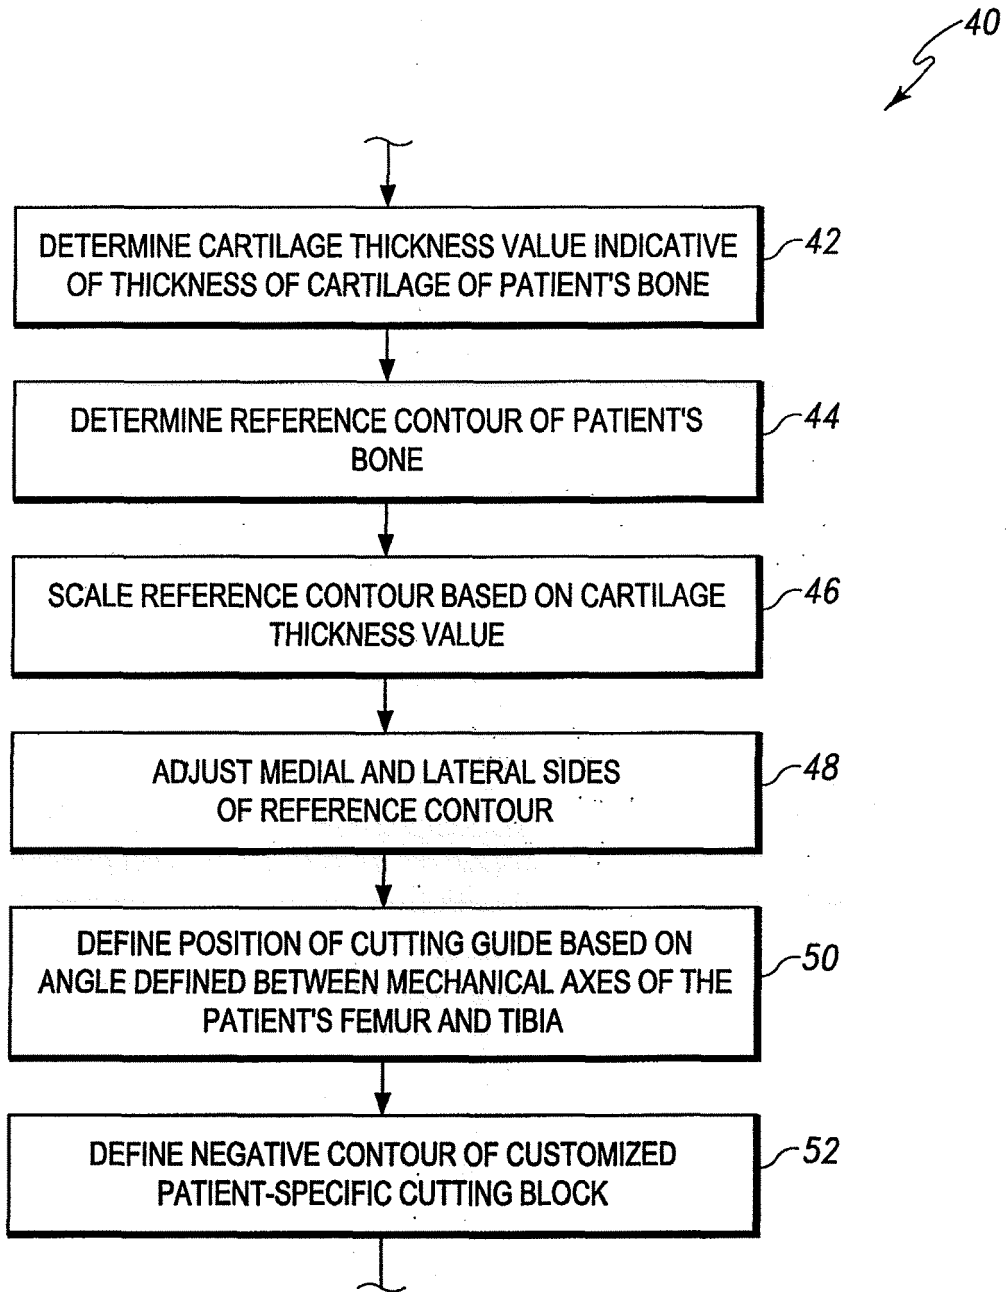 40
DETERMINE CARTILAGE THICKNESS VALUE INDICATIVE
OF THICKNESS OF CARTILAGE OF PATIENT'S BONE
42
DETERMINE REFERENCE CONTOUR OF PATIENT'S
BONE
44
SCALE REFERENCE CONTOUR BASED ON CARTILAGE
THICKNESS VALUE
46
ADJUST MEDIAL AND LATERAL SIDES
OF REFERENCE CONTOUR
48
DEFINE POSITION OF CUTTING GUIDE BASED ON
ANGLE DEFINED BETWEEN MECHANICAL AXES OF THE
PATIENT'S FEMUR AND TIBIA
50
DEFINE NEGATIVE CONTOUR OF CUSTOMIZED
PATIENT-SPECIFIC CUTTING BLOCK
52